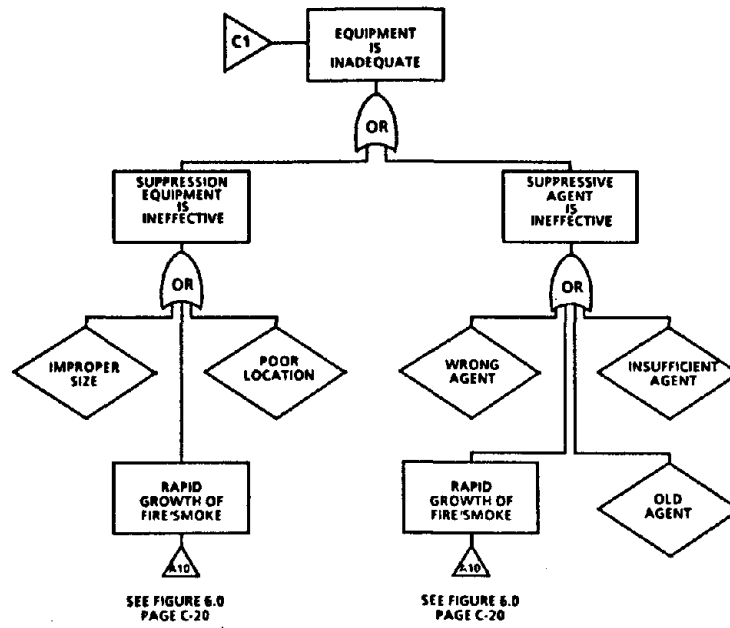 C1
EQUIPMENT
IS
INADEQUATE
OR
SUPPRESSION
EQUIPMENT
IS
INEFFECTIVE
SUPPRESSIVE
AGENT
IS
INEFFECTIVE
OR
OR
IMPROPER
SIZE
POOR
LOCATION
WRONG
AGENT
INSUFFICIENT
AGENT
RAPID
GROWTH OF
FIRE'SMOKE
RAPID
GROWTH OF
FIRE'SMOKE
OLD
AGENT
A10
A10
SEE FIGURE 6.0
PAGE C-20
SEE FIGURE 6.0
PAGE C-20